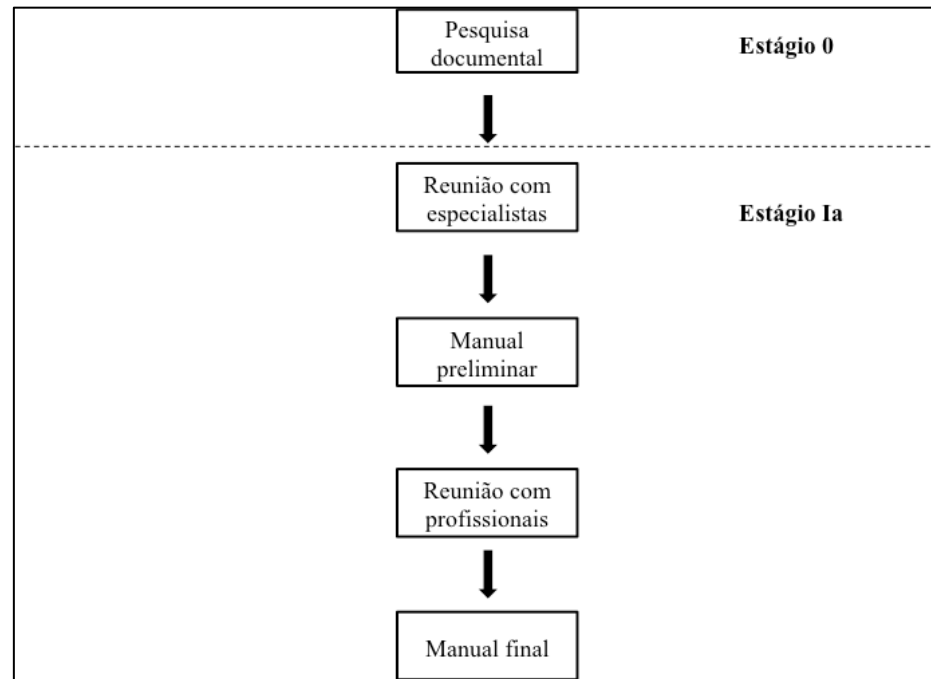 Pesquisa
documental
Estágio 0
Reunião com
especialistas
Estágio Ia
Manual
preliminar
Reunião com
profissionais
Manual final